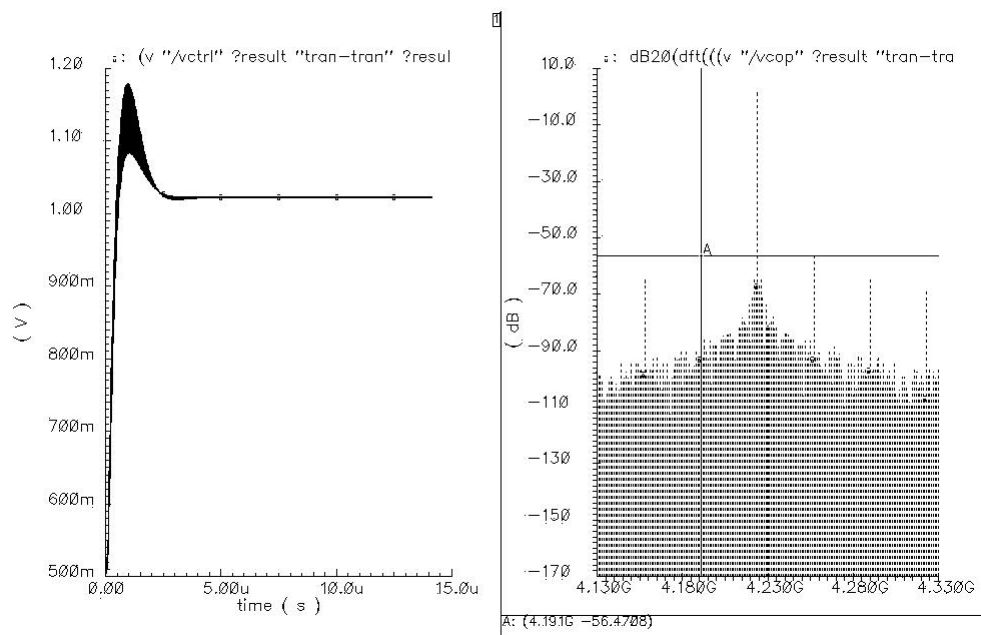 1
⊡: (v "/vctrl" ?result "tran-tran" ?resul
1.20
1.10
1.00
900m
800m
700m
600m
500m
( V )
0.00 5.00u 10.0u 15.0u
time ( s )
⊡: dB20(dft(((v "/vcop" ?result "tran-tra
10.0
-10.0
-30.0
-50.0
-70.0
-90.0
-110
-130
-150
-170
( dB )
A
4.130G 4.180G 4.230G 4.280G 4.330G
A: (4.191G -56.4708)